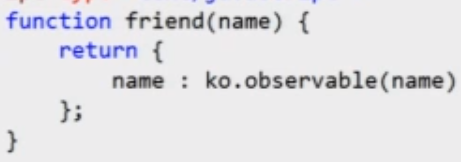 function friend(name) {
    return {
        name : ko.observable(name)
    };
}